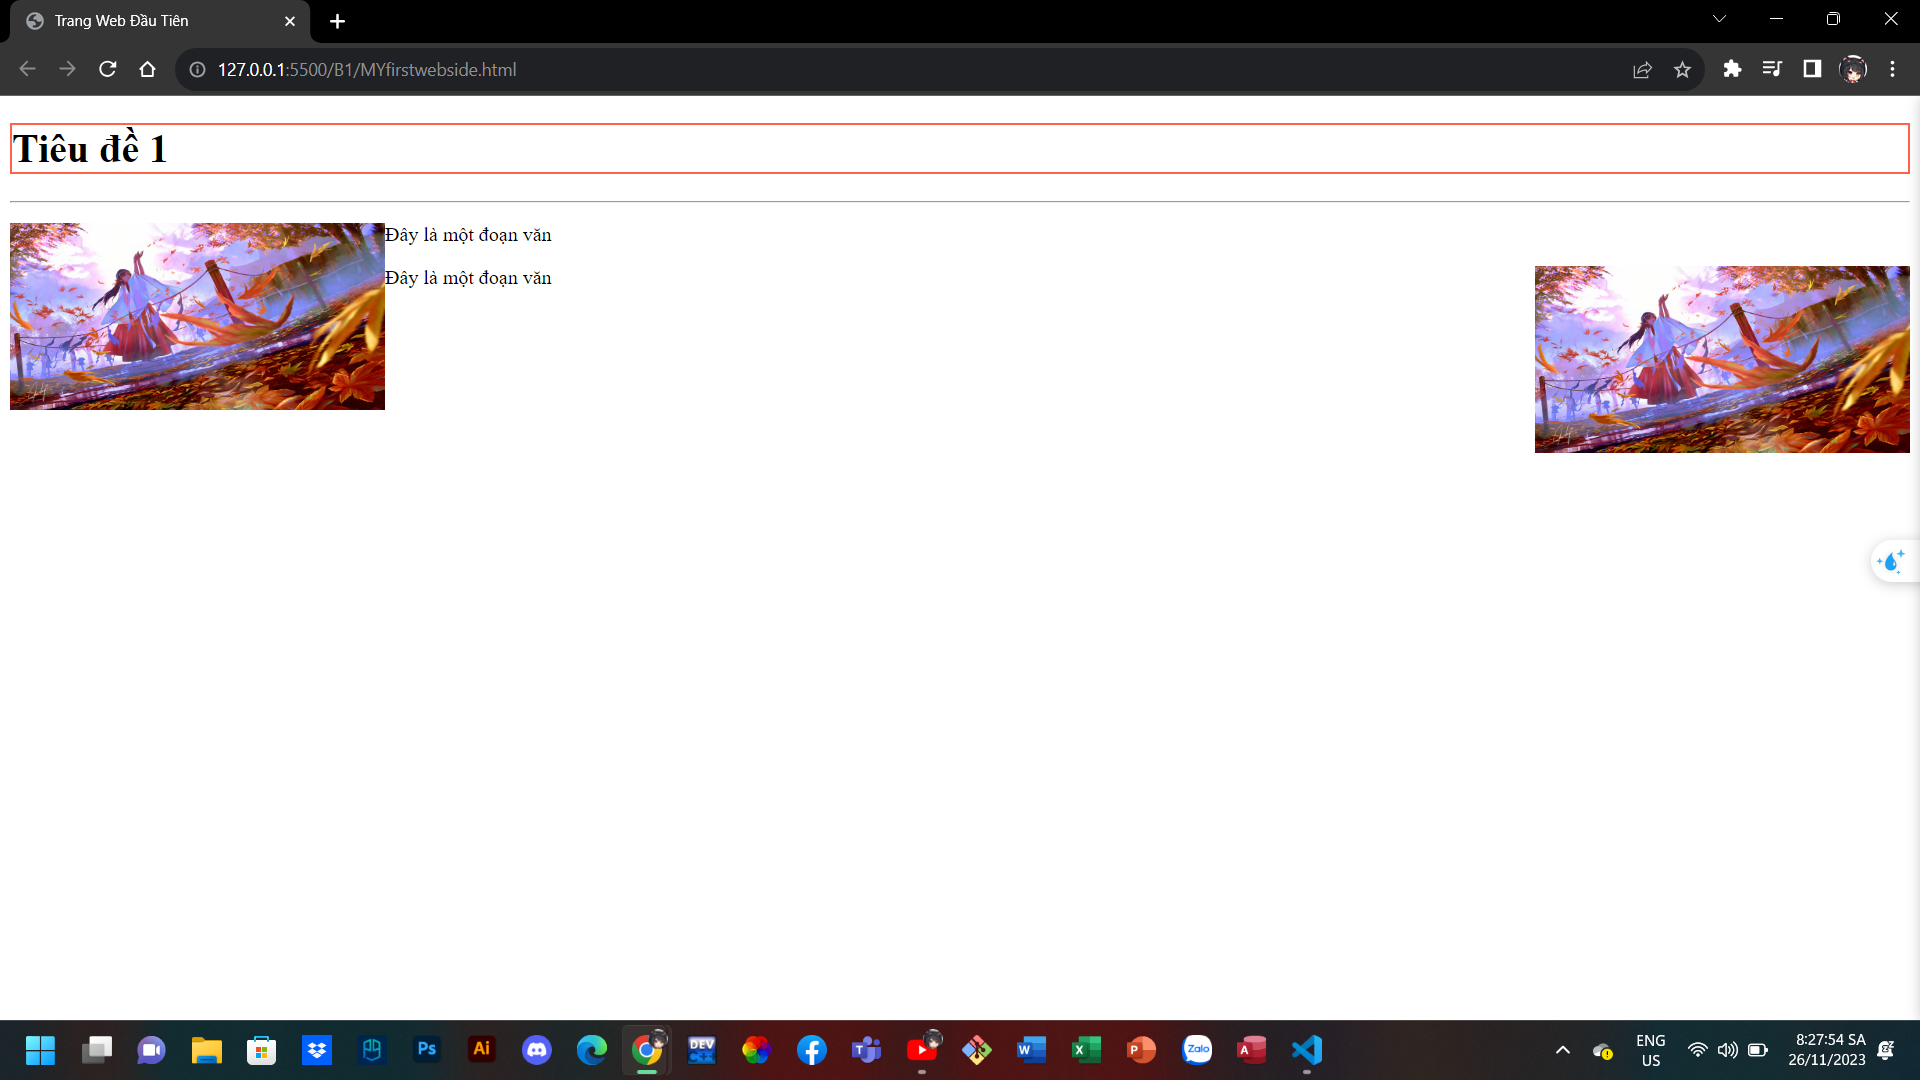 Trang Web Đầu Tiên
127.0.0.1:5500/B1/MYfirstwebside.html
Tiêu đề 1
Đây là một đoạn văn
Đây là một đoạn văn
Ps
Ai
DEV
C++
T
W
X
P
Zalo
A
ENG
US
8:27:54 SA
26/11/2023